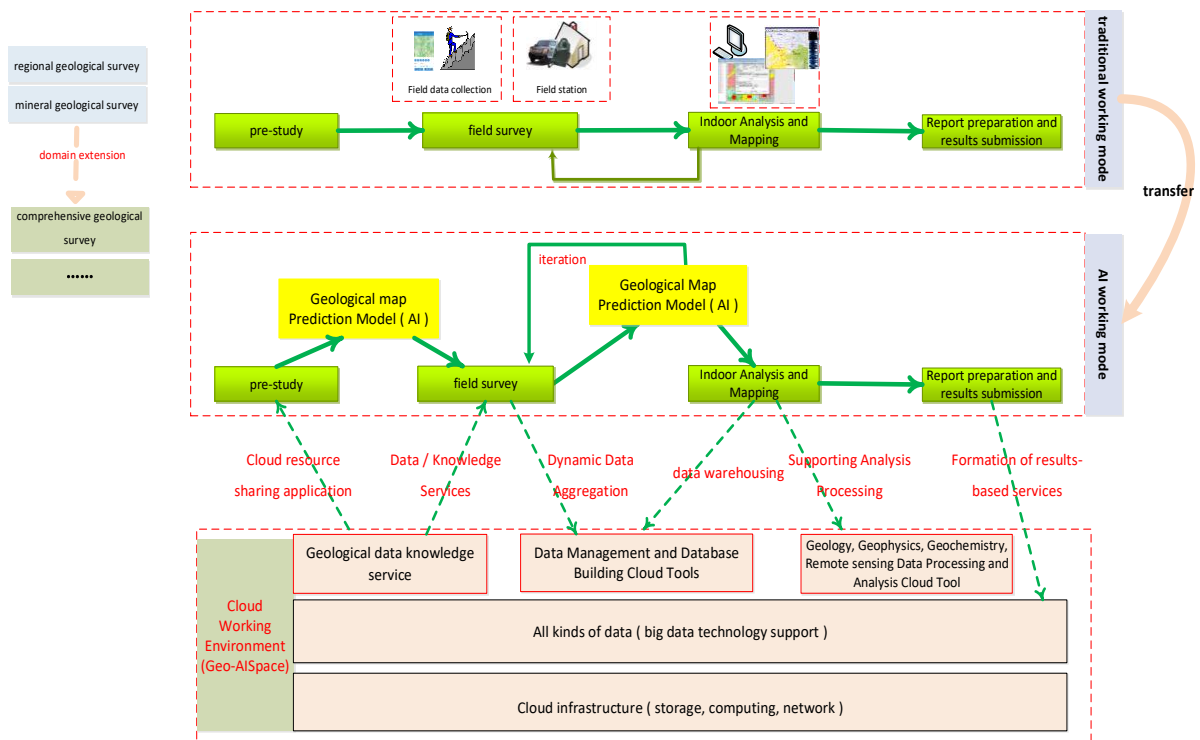 regional geological survey
mineral geological survey
domain extension
comprehensive geological
survey
......
Field data collection
Field station
pre-study
field survey
Indoor Analysis and
Mapping
Report preparation and
results submission
traditional working mode
transfer
iteration
Geological map
Prediction Model ( AI )
Geological Map
Prediction Model ( AI )
pre-study
field survey
Indoor Analysis and
Mapping
Report preparation and
results submission
AI working mode
Cloud resource
sharing application
Data / Knowledge
Services
Dynamic Data
Aggregation
data warehousing
Supporting Analysis
Processing
Formation of results-
based services
Cloud
Working
Environment
(Geo-AISpace)
Geological data knowledge
service
Data Management and Database
Building Cloud Tools
Geology, Geophysics, Geochemistry,
Remote sensing Data Processing and
Analysis Cloud Tool
All kinds of data ( big data technology support )
Cloud infrastructure ( storage, computing, network )